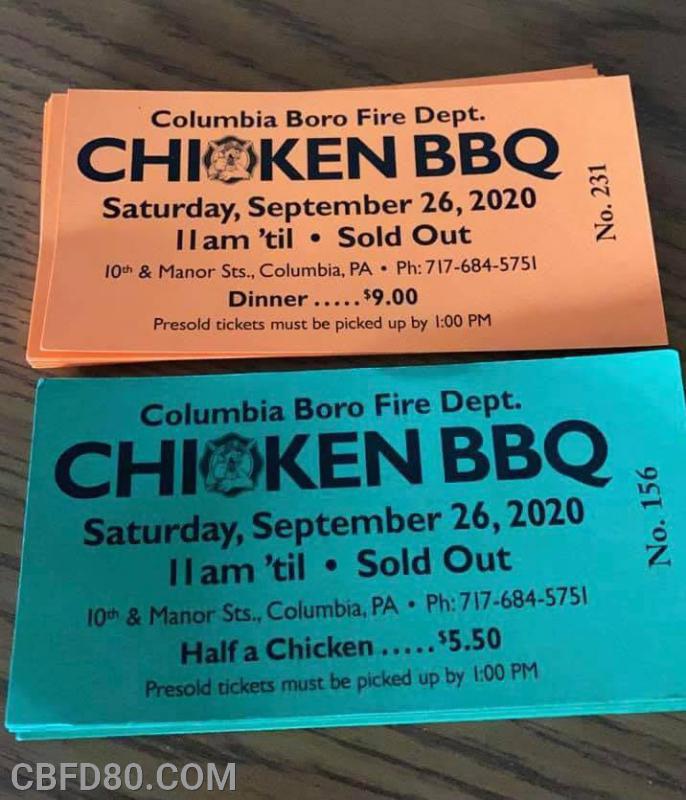 Columbia Boro Fire Dept.
CHICKEN BBQ
Saturday, September 26, 2020
11am 'til • Sold Out
10th & Manor Sts., Columbia, PA • Ph: 717-684-5751
Dinner .....$9.00
Presold tickets must be picked up by 1:00 PM
No. 231
Columbia Boro Fire Dept.
CHICKEN BBQ
Saturday, September 26, 2020
11am 'til • Sold Out
10th & Manor Sts., Columbia, PA • Ph: 717-684-5751
Half a Chicken .....$5.50
Presold tickets must be picked up by 1:00 PM
No. 156
CBFD80.COM